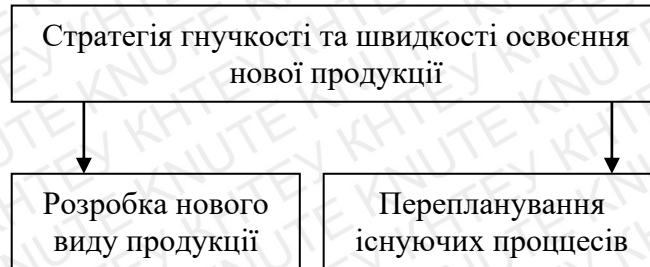 Стратегія гнучкості та швидкості освоєння
нової продукції
Розробка нового
виду продукції
Перепланування
існуючих проццесів